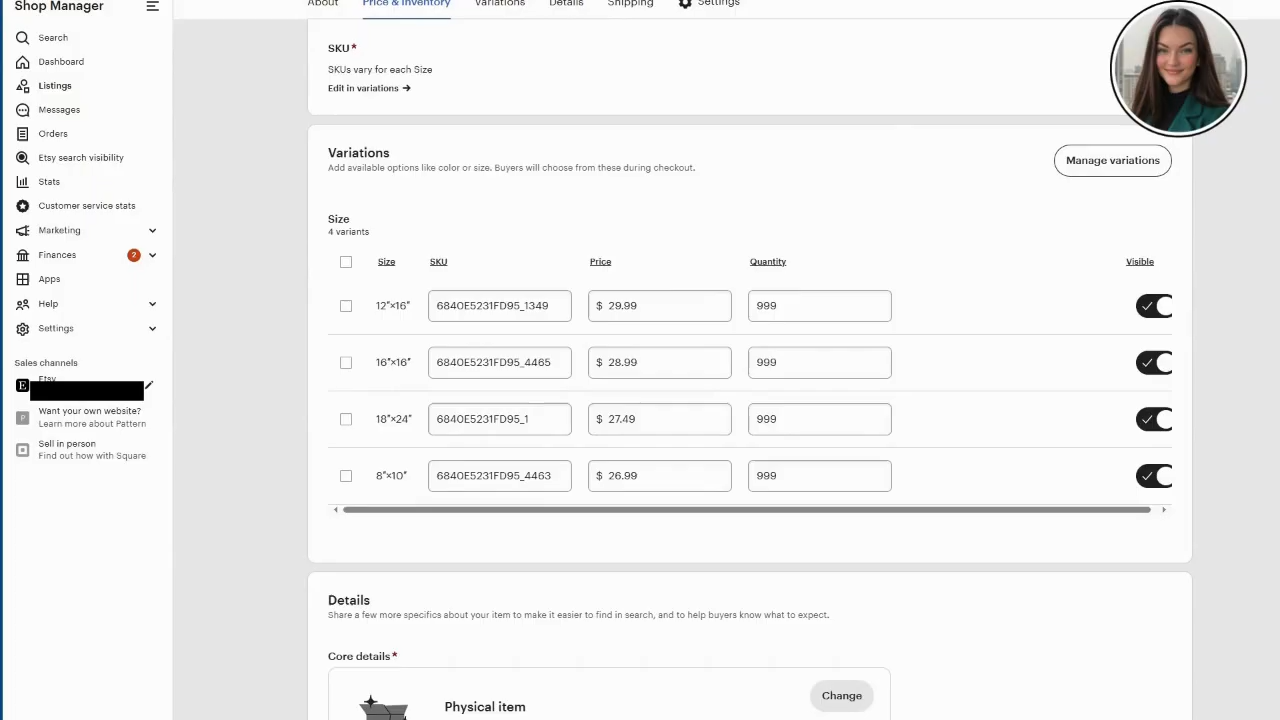 Shop Manager
Search
Dashboard
Listings
Messages
Orders
Etsy search visibility
Stats
Customer service stats
Marketing
Finances 2
Apps
Help
Settings
Sales channels
E Etsy
P Want your own website?
Learn more about Pattern
Sell in person
Find out how with Square
About Price & Inventory Variations Details Shipping Settings
SKU*
SKUs vary for each Size
Edit in variations →
Variations
Add available options like color or size. Buyers will choose from these during checkout.
Manage variations
Size
4 variants
Size SKU Price Quantity Visible
12"×16" 6840E5231FD95_1349 $ 29.99 999
16"×16" 6840E5231FD95_4465 $ 28.99 999
18"×24" 6840E5231FD95_1 $ 27.49 999
8"×10" 6840E5231FD95_4463 $ 26.99 999
Details
Share a few more specifics about your item to make it easier to find in search, and to help buyers know what to expect.
Core details*
Physical item
Change